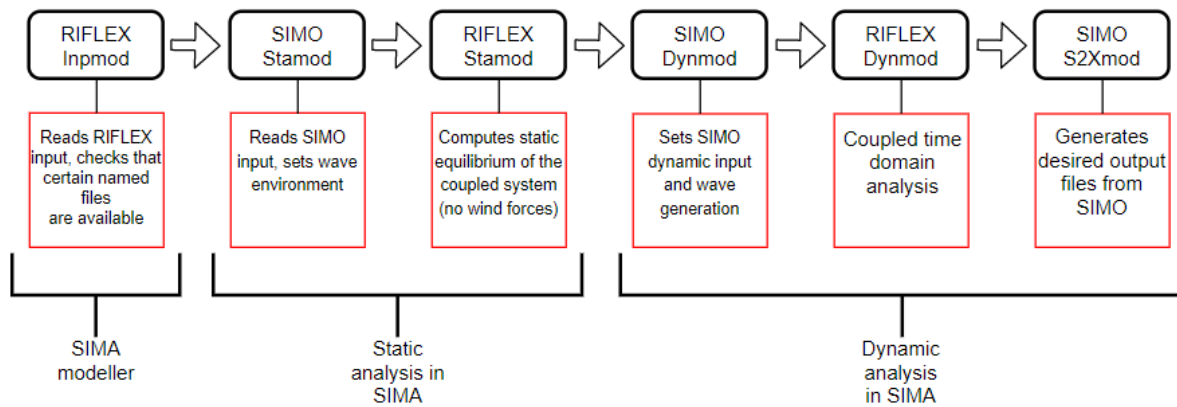 RIFLEX
Inpmod
SIMO
Stamod
RIFLEX
Stamod
SIMO
Dynmod
RIFLEX
Dynmod
SIMO
S2Xmod
Reads RIFLEX
input, checks that
certain named
files
are available
Reads SIMO
input, sets wave
environment
Computes static
equilibrium of the
coupled system
(no wind forces)
Sets SIMO
dynamic input
and wave
generation
Coupled time
domain
analysis
Generates
desired output
files from
SIMO
SIMA
modeller
Static
analysis in
SIMA
Dynamic
analysis
in SIMA